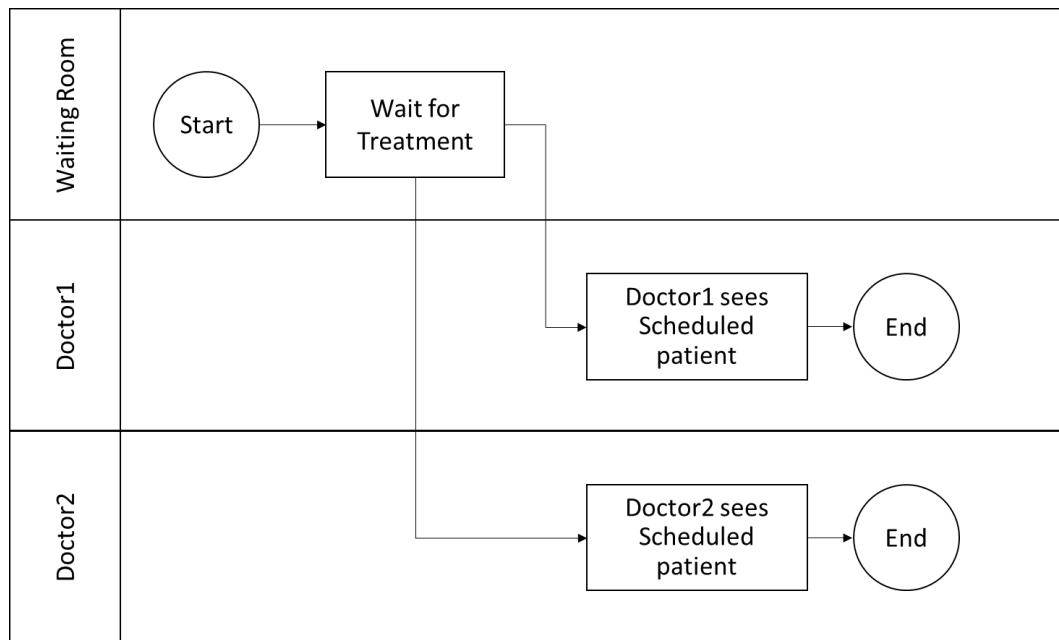 Waiting Room
Start
Wait for
Treatment
Doctor1
Doctor1 sees
Scheduled
patient
End
Doctor2
Doctor2 sees
Scheduled
patient
End